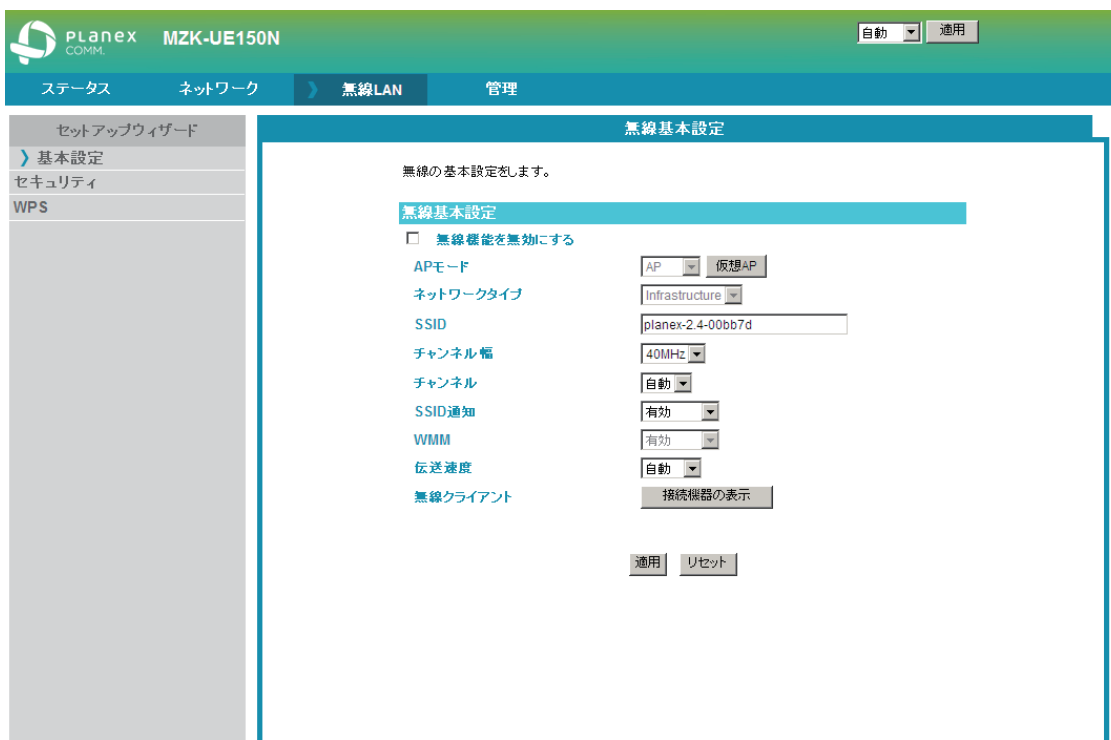 PLanex COMM. MZK-UE150N 自動 適用
ステータス ネットワーク 》 無線LAN 管理
セットアップウィザード
》基本設定
セキュリティ
WPS
無線基本設定
無線の基本設定をします。
無線基本設定
無線機能を無効にする
APモード AP 仮想AP
ネットワークタイプ Infrastructure
SSID planex-2.4-00bb7d
チャンネル幅 40MHz
チャンネル 自動
SSID通知 有効
WMM 有効
伝送速度 自動
無線クライアント 接続機器の表示
適用 リセット